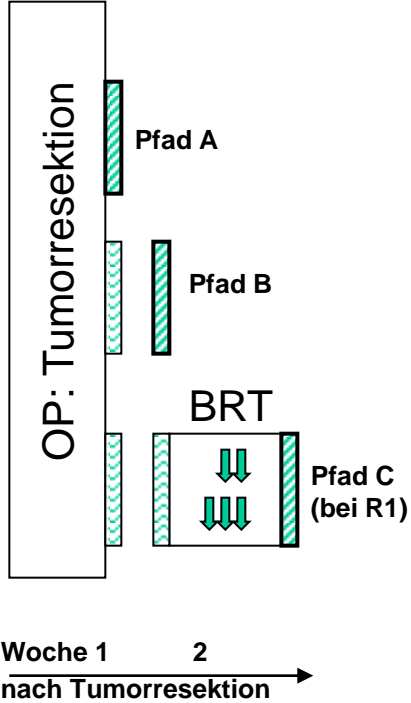 OP: Tumorresektion
Pfad A
Pfad B
BRT
Pfad C
(bei R1)
Woche 1 2
nach Tumorresektion